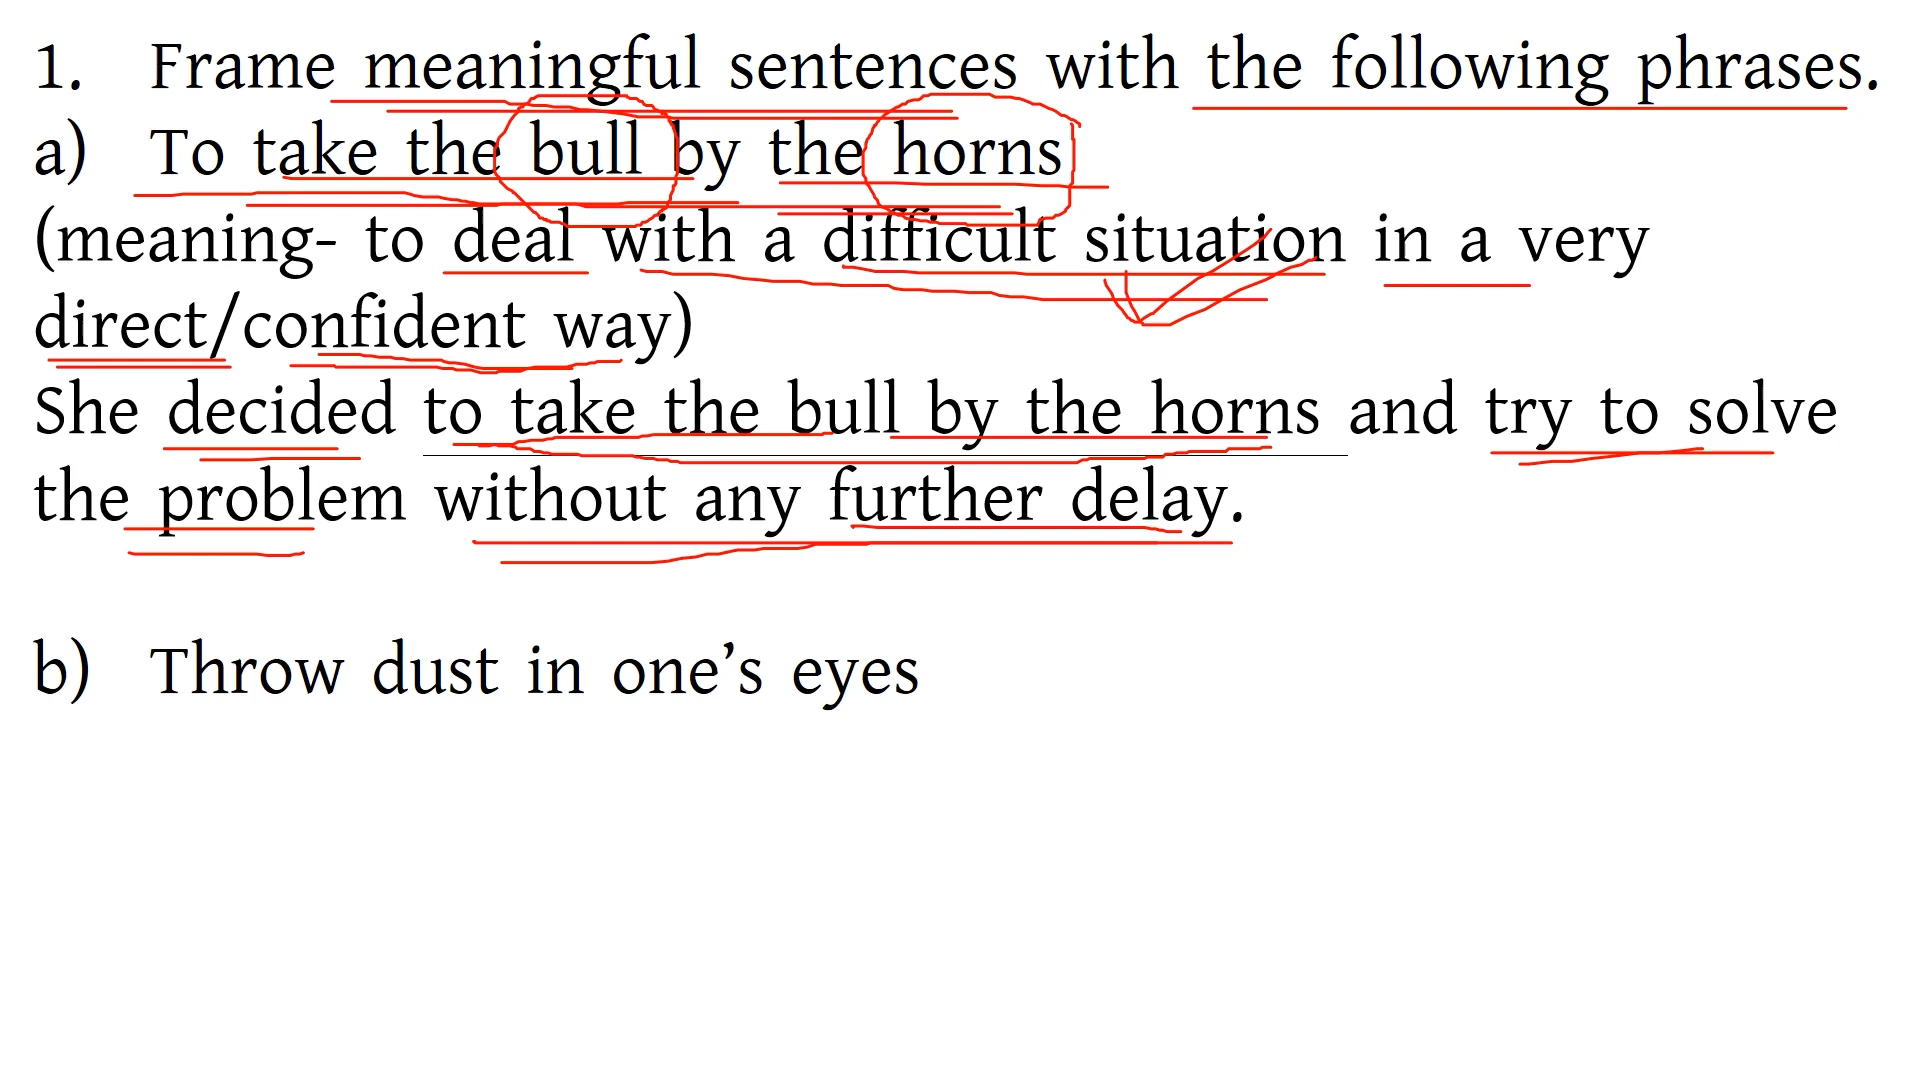 1. Frame meaningful sentences with the following phrases.
a) To take the bull by the horns
(meaning- to deal with a difficult situation in a very
direct/confident way)
She decided to take the bull by the horns and try to solve
the problem without any further delay.
b) Throw dust in one’s eyes